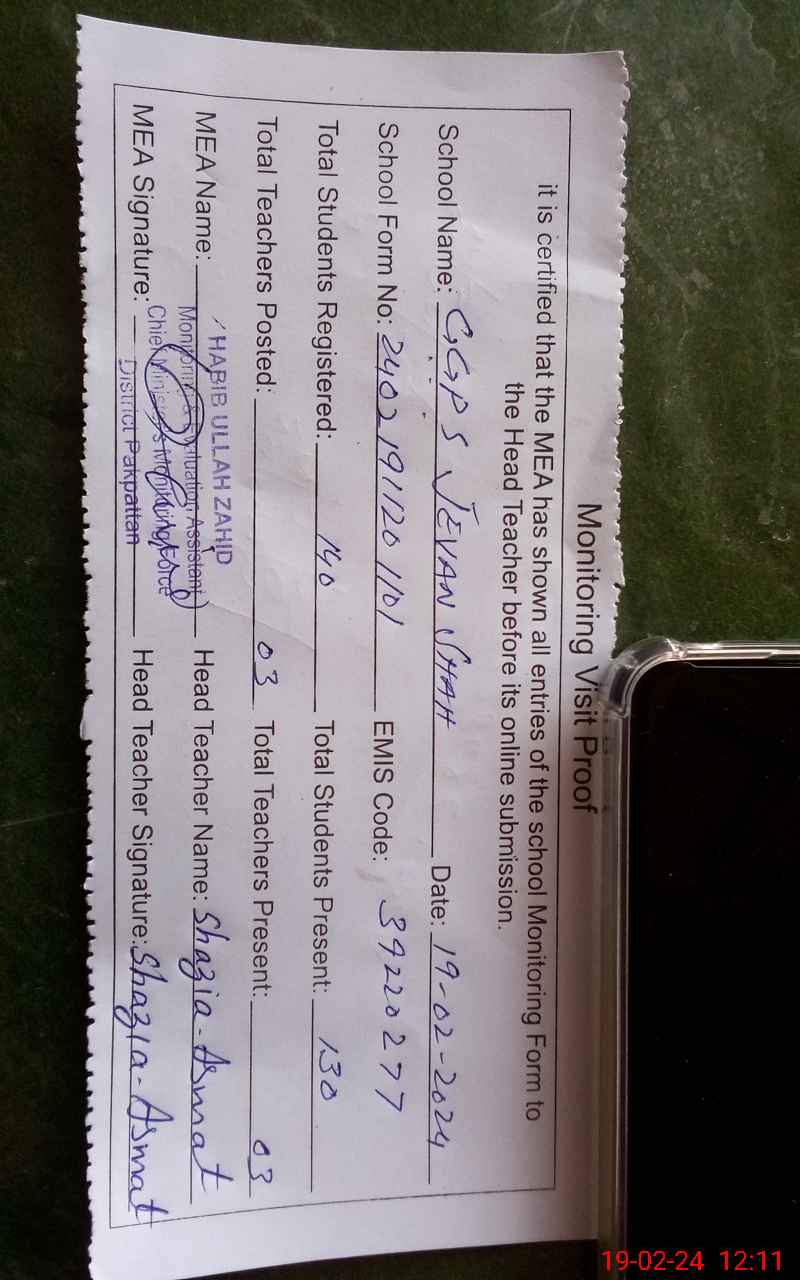 Monitoring Visit Proof
it is certified that the MEA has shown all entries of the school Monitoring Form to
the Head Teacher before its online submission.
School Name: GGPS JEVAN SHAH Date: 19-02-2024
School Form No: 2402191120 1101 EMIS Code: 39220277
Total Students Registered: 140 Total Students Present: 130
Total Teachers Posted: 03 Total Teachers Present: 03
HABIB ULLAH ZAHID
MEA Name: Monitoring & Evaluation Assistant Head Teacher Name: Shazia-Asmat
Chief Minister's Monitoring Force
MEA Signature: District Pakpattan Head Teacher Signature: Shazia-Asmat
19-02-24 12:11